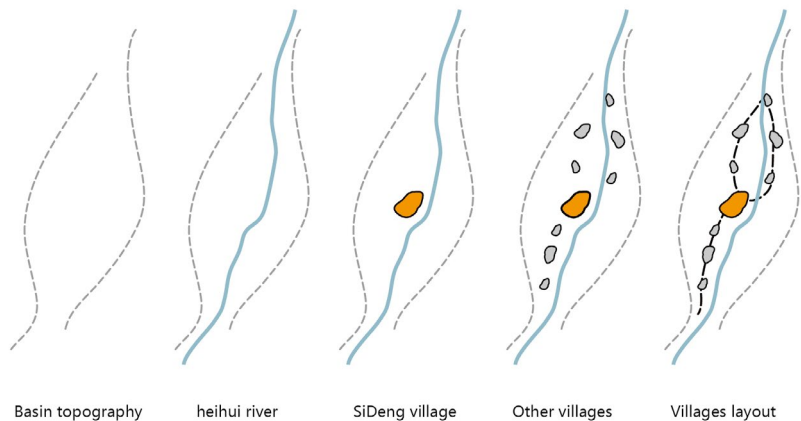 Basin topography
heihui river
SiDeng village
Other villages
Villages layout